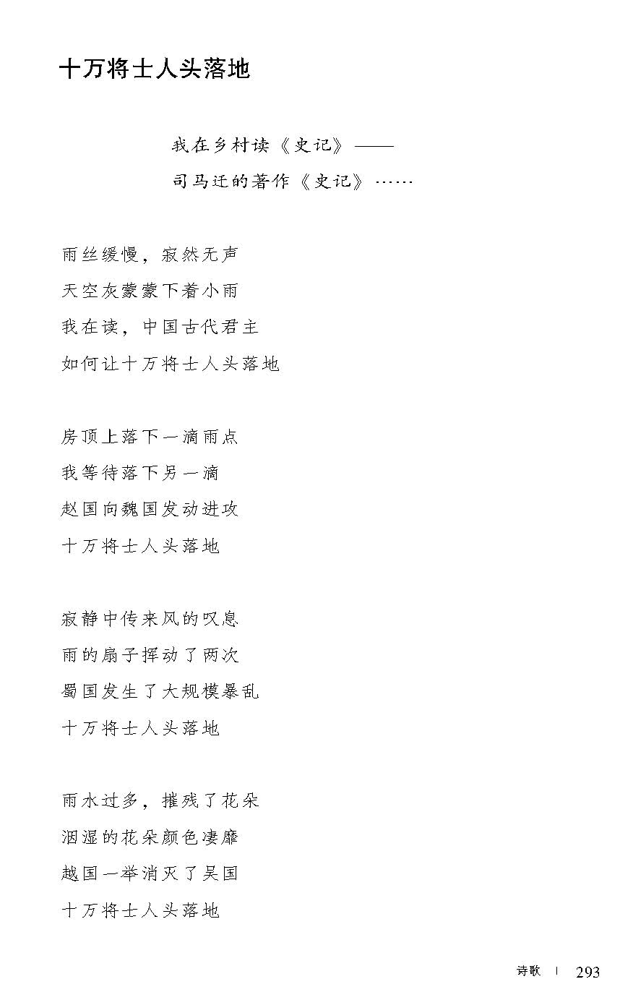 十万将士人头落地
我在乡村读《史记》——
司马迁的著作《史记》……
雨丝缓慢，寂然无声
天空灰蒙蒙下着小雨
我在读，中国古代君主
如何让十万将士人头落地
房顶上落下一滴雨点
我等待落下另一滴
赵国向魏国发动进攻
十万将士人头落地
寂静中传来风的叹息
雨的扇子挥动了两次
蜀国发生了大规模暴乱
十万将士人头落地
雨水过多，摧残了花朵
洇湿的花朵颜色凄靡
越国一举消灭了吴国
十万将士人头落地
诗歌 | 293